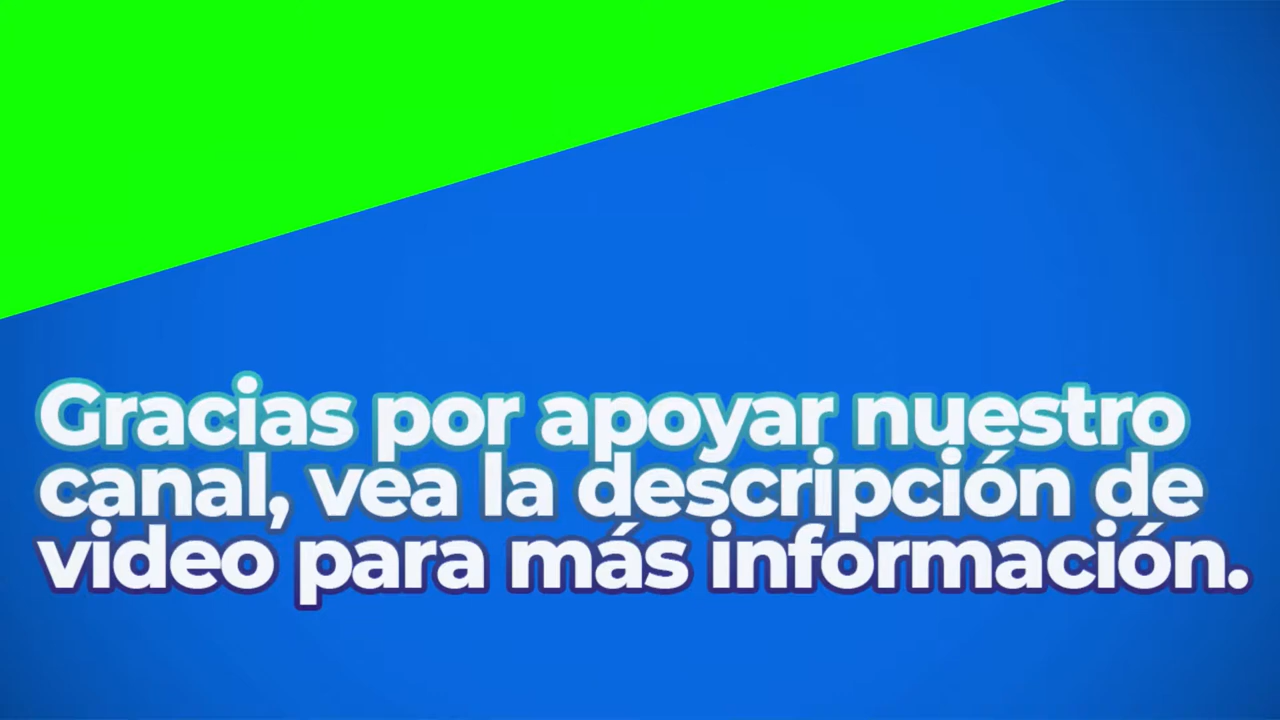 Gracias por apoyar nuestro
canal, vea la descripción de
video para más información.